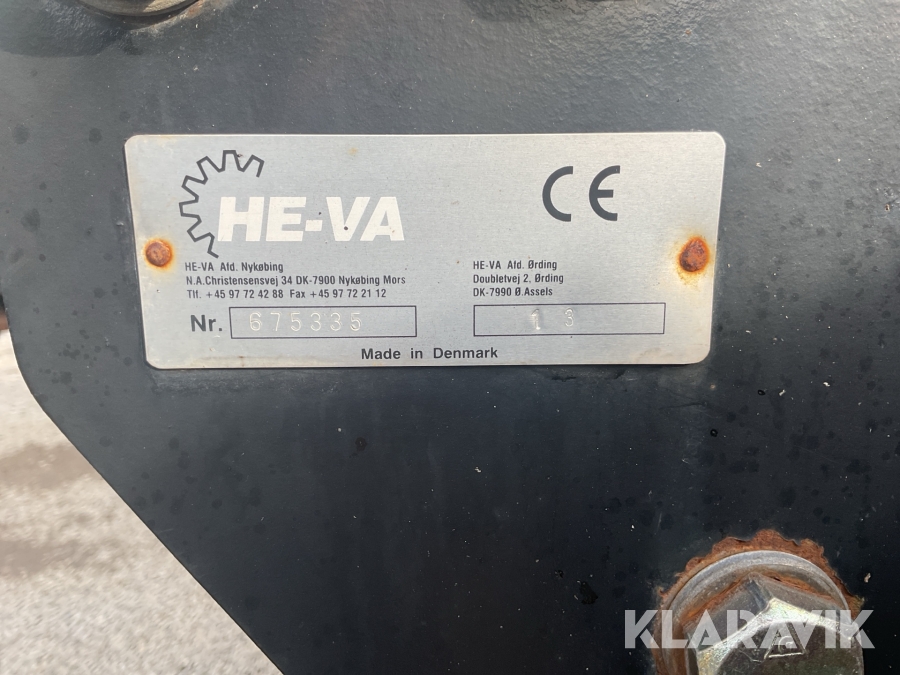 HE-VA
CE
HE-VA Afd. Nykøbing
N.A.Christensensvej 34 DK-7900 Nykøbing Mors
Tlf. +45 97 72 42 88 Fax +45 97 72 21 12
HE-VA Afd. Ørding
Doubletvej 2, Ørding
DK-7990 Ø.Assels
Nr. 675335
13
Made in Denmark
KLARAVIK